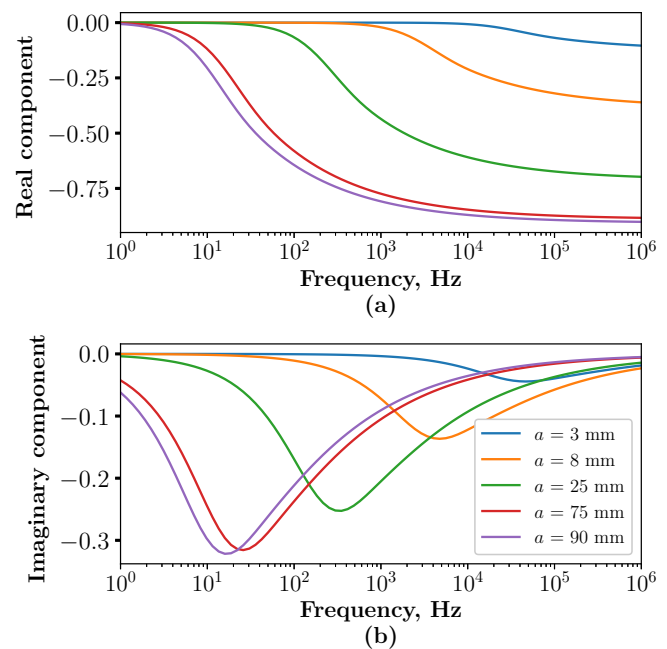 0.00
−0.25
−0.50
−0.75
Real component
10^0 10^1 10^2 10^3 10^4 10^5 10^6
Frequency, Hz
(a)
0.0
−0.1
−0.2
−0.3
Imaginary component
a = 3 mm
a = 8 mm
a = 25 mm
a = 75 mm
a = 90 mm
10^0 10^1 10^2 10^3 10^4 10^5 10^6
Frequency, Hz
(b)